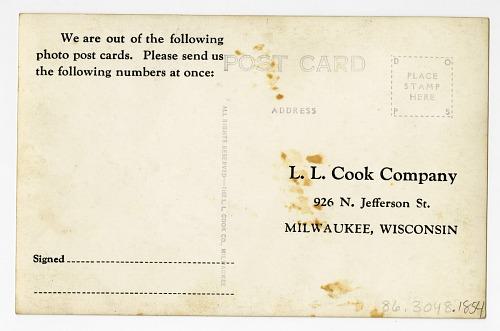 We are out of the following
photo post cards. Please send us
the following numbers at once:
POST CARD
D O
PLACE
STAMP
HERE
P S
ADDRESS
ALL RIGHTS RESERVED—THE L. L. COOK CO., MILWAUKEE
L. L. Cook Company
926 N. Jefferson St.
MILWAUKEE, WISCONSIN
Signed
86.3048.1854